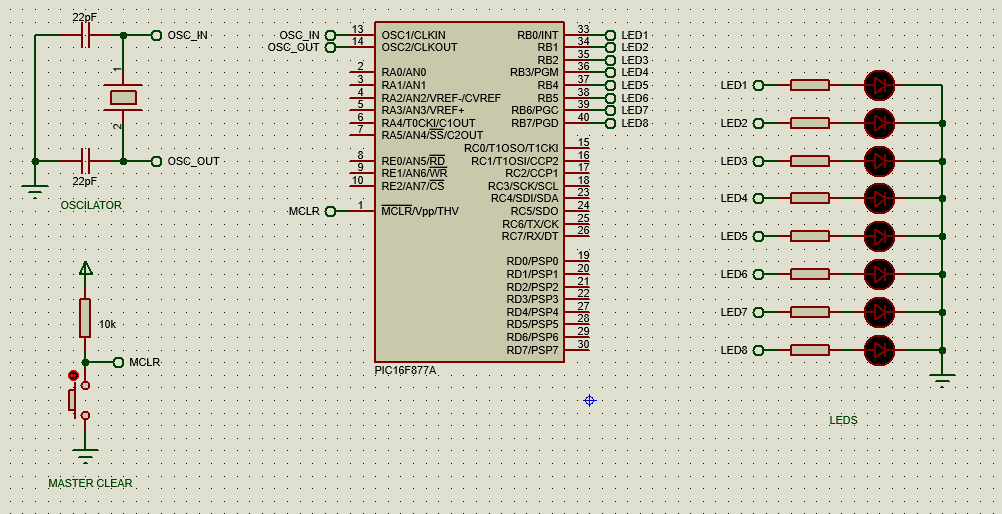 22pF
OSC_IN
1
2
OSC_OUT
22pF
OSCILATOR
10k
MCLR
MASTER CLEAR
OSC_IN 13 OSC1/CLKIN
OSC_OUT 14 OSC2/CLKOUT
2 RA0/AN0
3 RA1/AN1
4 RA2/AN2/VREF-/CVREF
5 RA3/AN3/VREF+
6 RA4/T0CKI/C1OUT
7 RA5/AN4/SS/C2OUT
8 RE0/AN5/RD
9 RE1/AN6/WR
10 RE2/AN7/CS
MCLR 1 MCLR/Vpp/THV
RB0/INT 33 LED1
RB1 34 LED2
RB2 35 LED3
RB3/PGM 36 LED4
RB4 37 LED5
RB5 38 LED6
RB6/PGC 39 LED7
RB7/PGD 40 LED8
RC0/T1OSO/T1CKI 15
RC1/T1OSI/CCP2 16
RC2/CCP1 17
RC3/SCK/SCL 18
RC4/SDI/SDA 23
RC5/SDO 24
RC6/TX/CK 25
RC7/RX/DT 26
RD0/PSP0 19
RD1/PSP1 20
RD2/PSP2 21
RD3/PSP3 22
RD4/PSP4 27
RD5/PSP5 28
RD6/PSP6 29
RD7/PSP7 30
PIC16F877A
LED1
LED2
LED3
LED4
LED5
LED6
LED7
LED8
LEDS